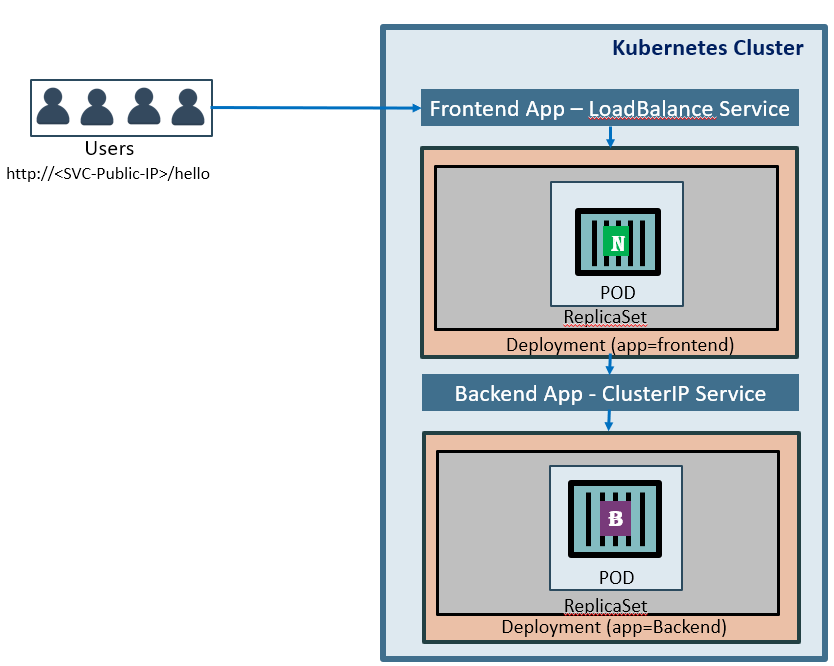 Kubernetes Cluster
Frontend App – LoadBalance Service
Users
http://<SVC-Public-IP>/hello
N
POD
ReplicaSet
Deployment (app=frontend)
Backend App - ClusterIP Service
B
POD
ReplicaSet
Deployment (app=Backend)